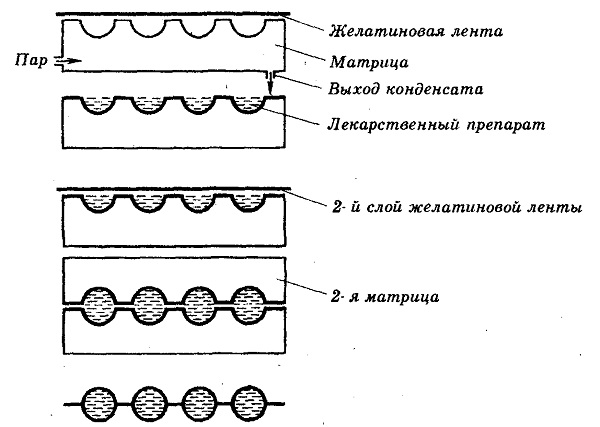 Желатиновая лента
Пар
Матрица
Выход конденсата
Лекарственный препарат
2-й слой желатиновой ленты
2-я матрица